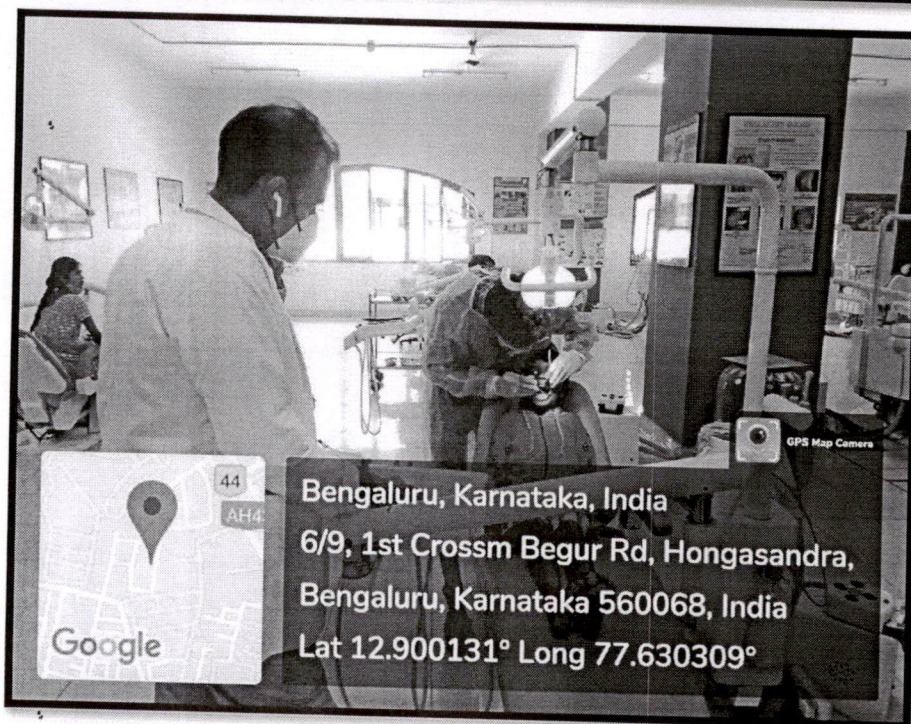 GPS Map Camera
44
AH4
Google
Bengaluru, Karnataka, India
6/9, 1st Crossm Begur Rd, Hongasandra,
Bengaluru, Karnataka 560068, India
Lat 12.900131° Long 77.630309°